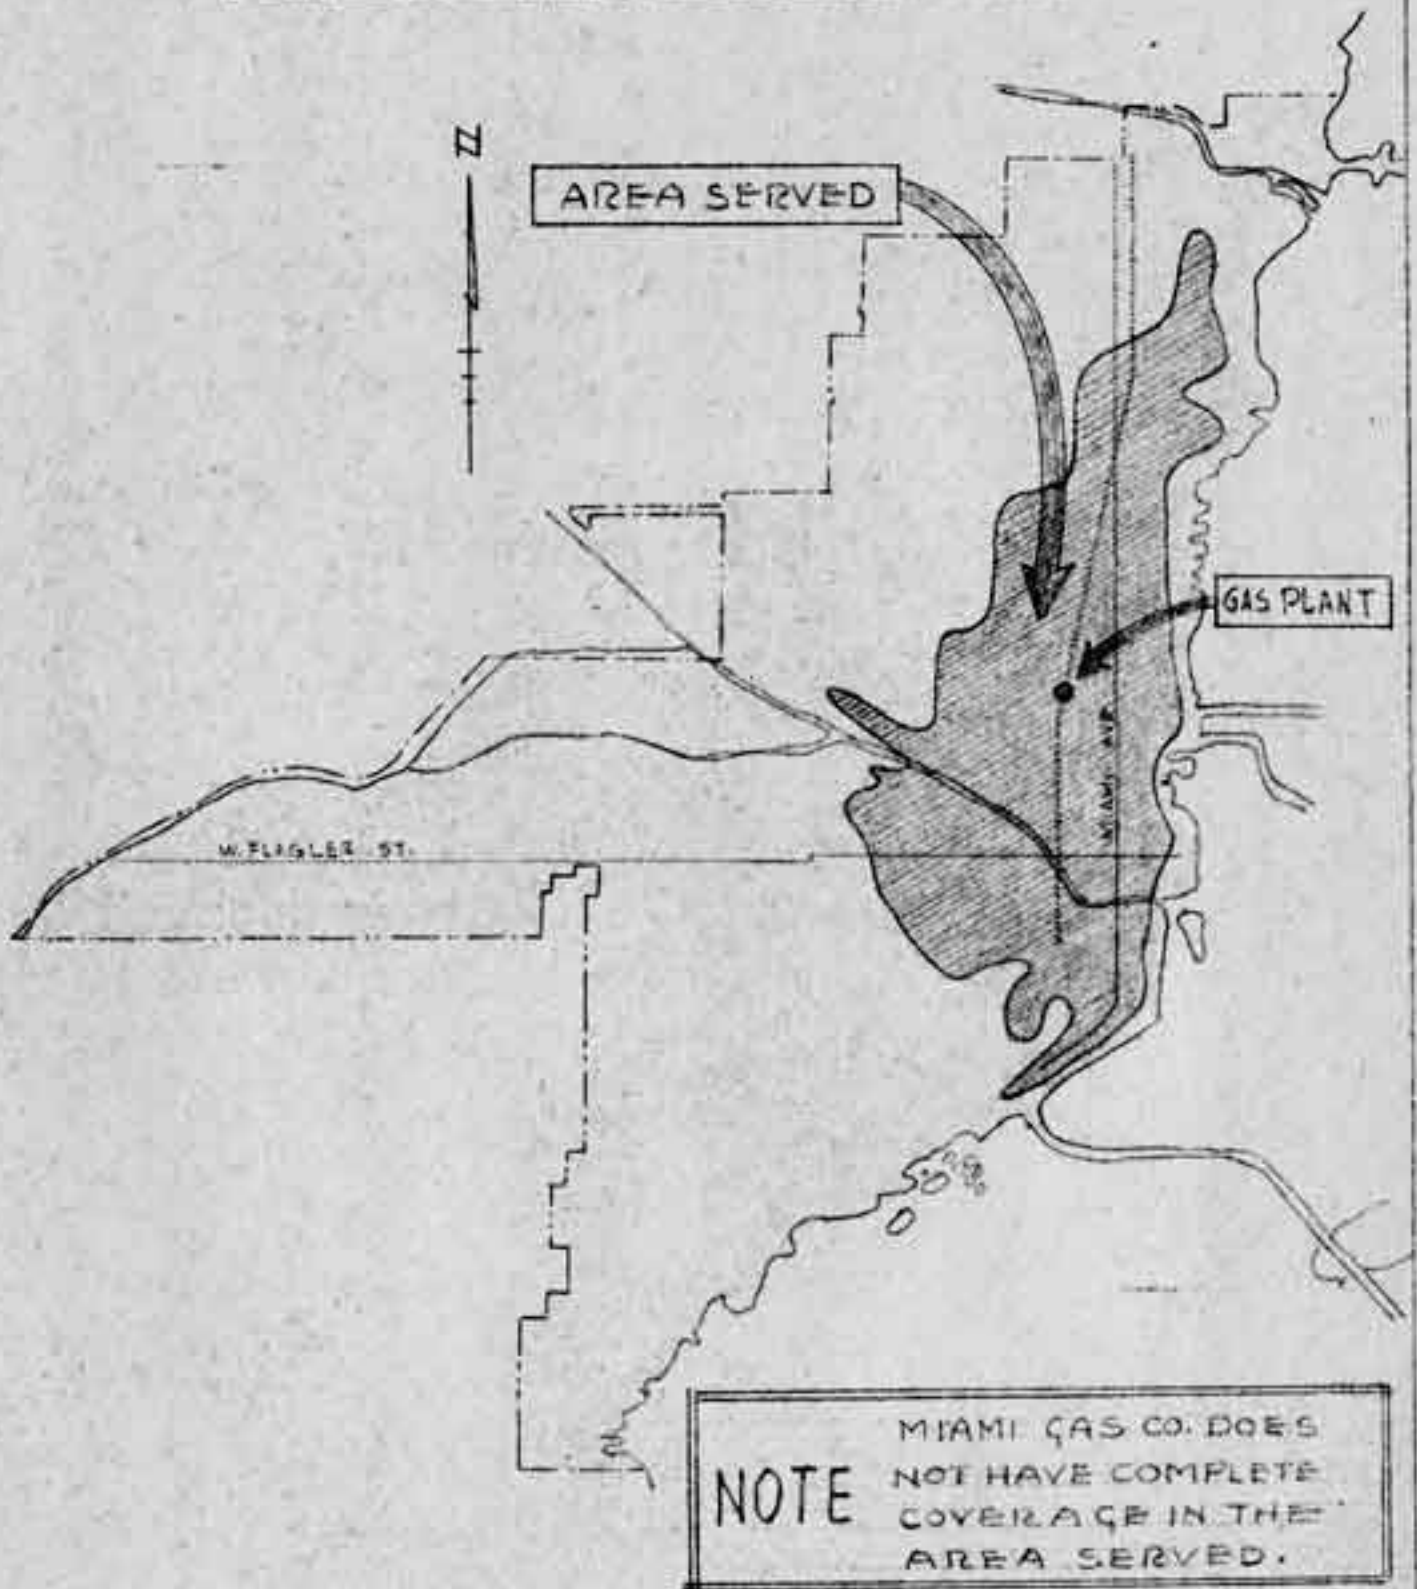 N
AREA SERVED
GAS PLANT
MIAMI AVE
W. FLAGLER ST.
NOTE
MIAMI GAS CO. DOES
NOT HAVE COMPLETE
COVERAGE IN THE
AREA SERVED.